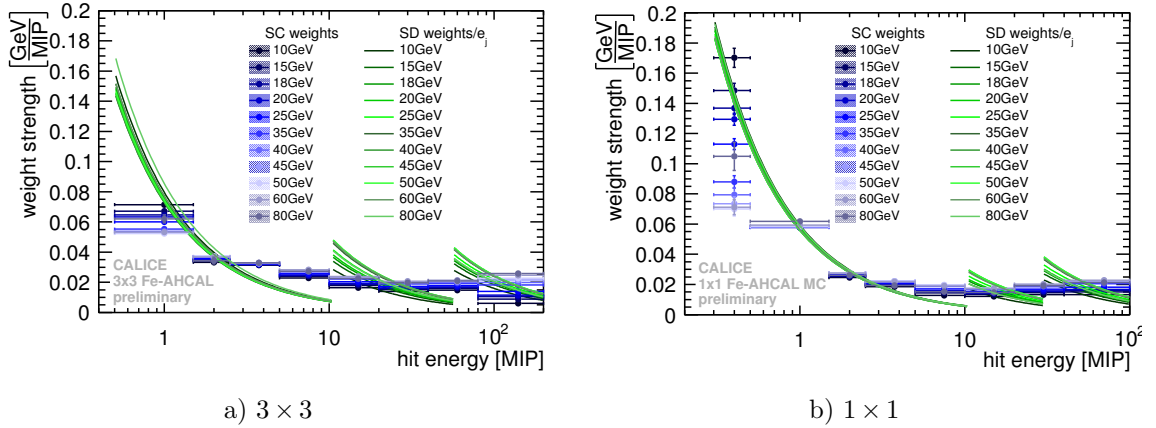 weight strength [GeV/MIP]
0.2
0.18
0.16
0.14
0.12
0.1
0.08
0.06
0.04
0.02
0
SC weights
10GeV
15GeV
18GeV
20GeV
25GeV
35GeV
40GeV
45GeV
50GeV
60GeV
80GeV
SD weights/e_j
10GeV
15GeV
18GeV
20GeV
25GeV
35GeV
40GeV
45GeV
50GeV
60GeV
80GeV
CALICE
3x3 Fe-AHCAL
preliminary
1 10 10²
hit energy [MIP]
a) 3 × 3
weight strength [GeV/MIP]
0.2
0.18
0.16
0.14
0.12
0.1
0.08
0.06
0.04
0.02
0
SC weights
10GeV
15GeV
18GeV
20GeV
25GeV
35GeV
40GeV
45GeV
50GeV
60GeV
80GeV
SD weights/e_j
10GeV
15GeV
18GeV
20GeV
25GeV
35GeV
40GeV
45GeV
50GeV
60GeV
80GeV
CALICE
1x1 Fe-AHCAL MC
preliminary
1 10 10²
hit energy [MIP]
b) 1 × 1